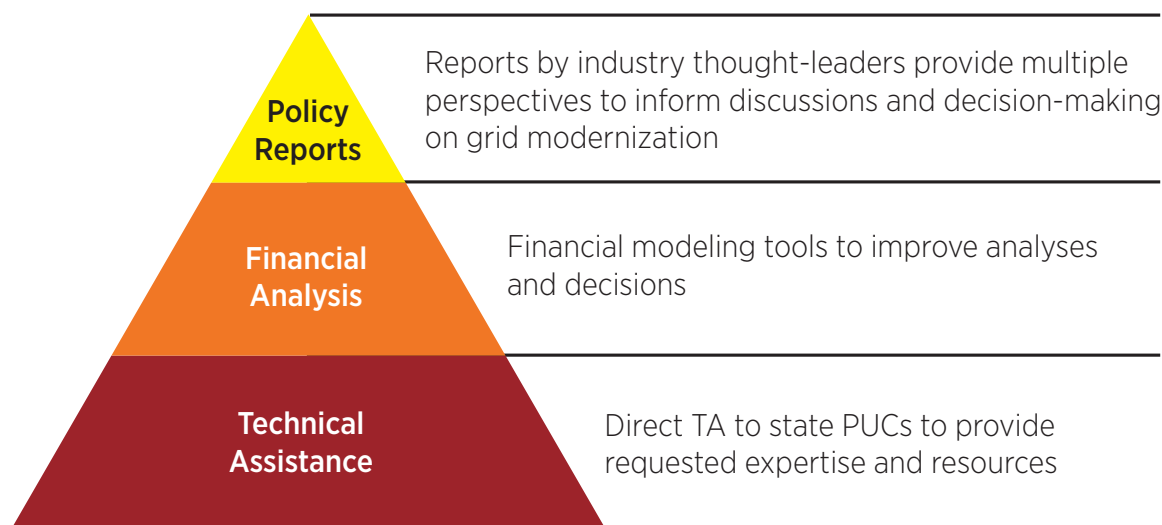 Policy
Reports
Reports by industry thought-leaders provide multiple
perspectives to inform discussions and decision-making
on grid modernization
Financial
Analysis
Financial modeling tools to improve analyses
and decisions
Technical
Assistance
Direct TA to state PUCs to provide
requested expertise and resources